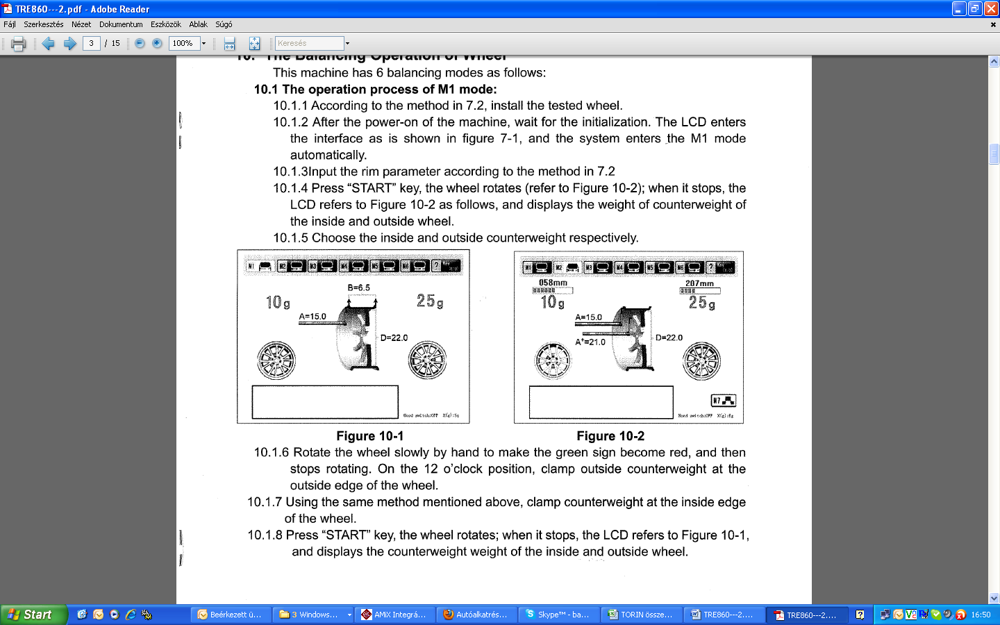 TRE860---2.pdf - Adobe Reader
Fájl Szerkesztés Nézet Dokumentum Eszközök Ablak Súgó
3 / 15 100% Keresés
10. The Balancing Operation of Wheel
This machine has 6 balancing modes as follows:
10.1 The operation process of M1 mode:
10.1.1 According to the method in 7.2, install the tested wheel.
10.1.2 After the power-on of the machine, wait for the initialization. The LCD enters
the interface as is shown in figure 7-1, and the system enters the M1 mode
automatically.
10.1.3Input the rim parameter according to the method in 7.2
10.1.4 Press “START” key, the wheel rotates (refer to Figure 10-2); when it stops, the
LCD refers to Figure 10-2 as follows, and displays the weight of counterweight of
the inside and outside wheel.
10.1.5 Choose the inside and outside counterweight respectively.
M1 M2 M3 M4 M5 M6 ?
B=6.5
10g 25g
A=15.0
D=22.0
Hand switch:OFF X(g):5g
Figure 10-1
M1 M2 M3 M4 M5 M6 ?
058mm 207mm
10g 25g
A=15.0
A'=21.0
D=22.0
M7
Hand switch:OFF X(g):5g
Figure 10-2
10.1.6 Rotate the wheel slowly by hand to make the green sign become red, and then
stops rotating. On the 12 o’clock position, clamp outside counterweight at the
outside edge of the wheel.
10.1.7 Using the same method mentioned above, clamp counterweight at the inside edge
of the wheel.
10.1.8 Press “START” key, the wheel rotates; when it stops, the LCD refers to Figure 10-1,
and displays the counterweight weight of the inside and outside wheel.
Start Beérkezett ü... 3 Windows... AMiX Integrá... Autóalkatrés... Skype™ - ba... TORIN össze... TRE860---2.... TRE860---2.... 16:50